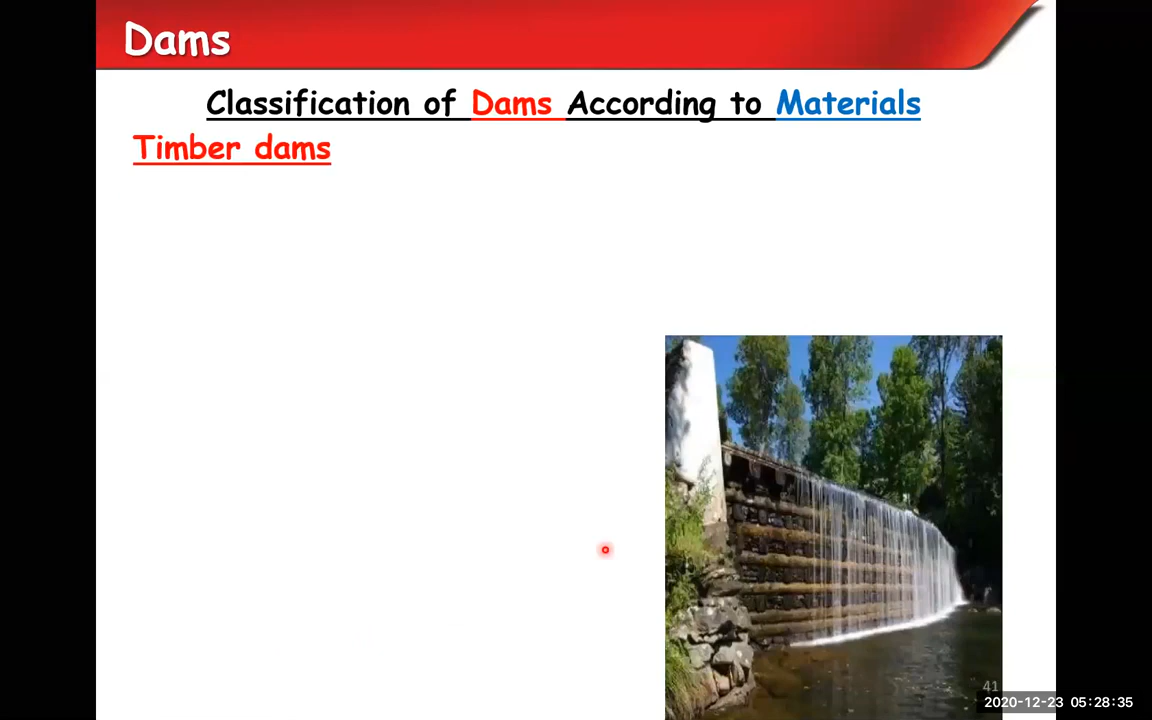 Dams
Classification of Dams According to Materials
Timber dams
41
2020-12-23 05:28:35